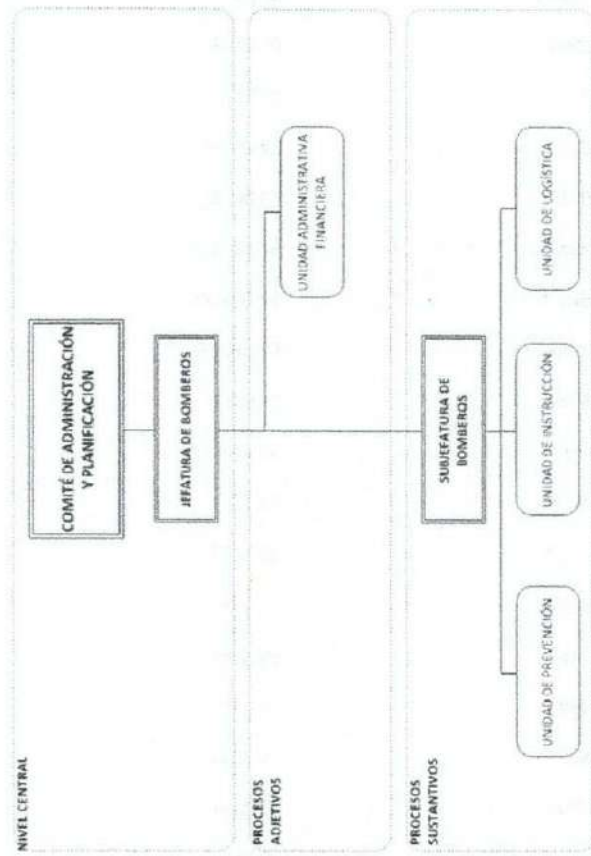 NIVEL CENTRAL
COMITÉ DE ADMINISTRACIÓN
Y PLANIFICACIÓN
JEFATURA DE BOMBEROS
PROCESOS
ADJETIVOS
UNIDAD ADMINISTRATIVA
FINANCIERA
PROCESOS
SUSTANTIVOS
SUBJEFATURA DE
BOMBEROS
UNIDAD DE PREVENCIÓN
UNIDAD DE INSTRUCCIÓN
UNIDAD DE LOGÍSTICA